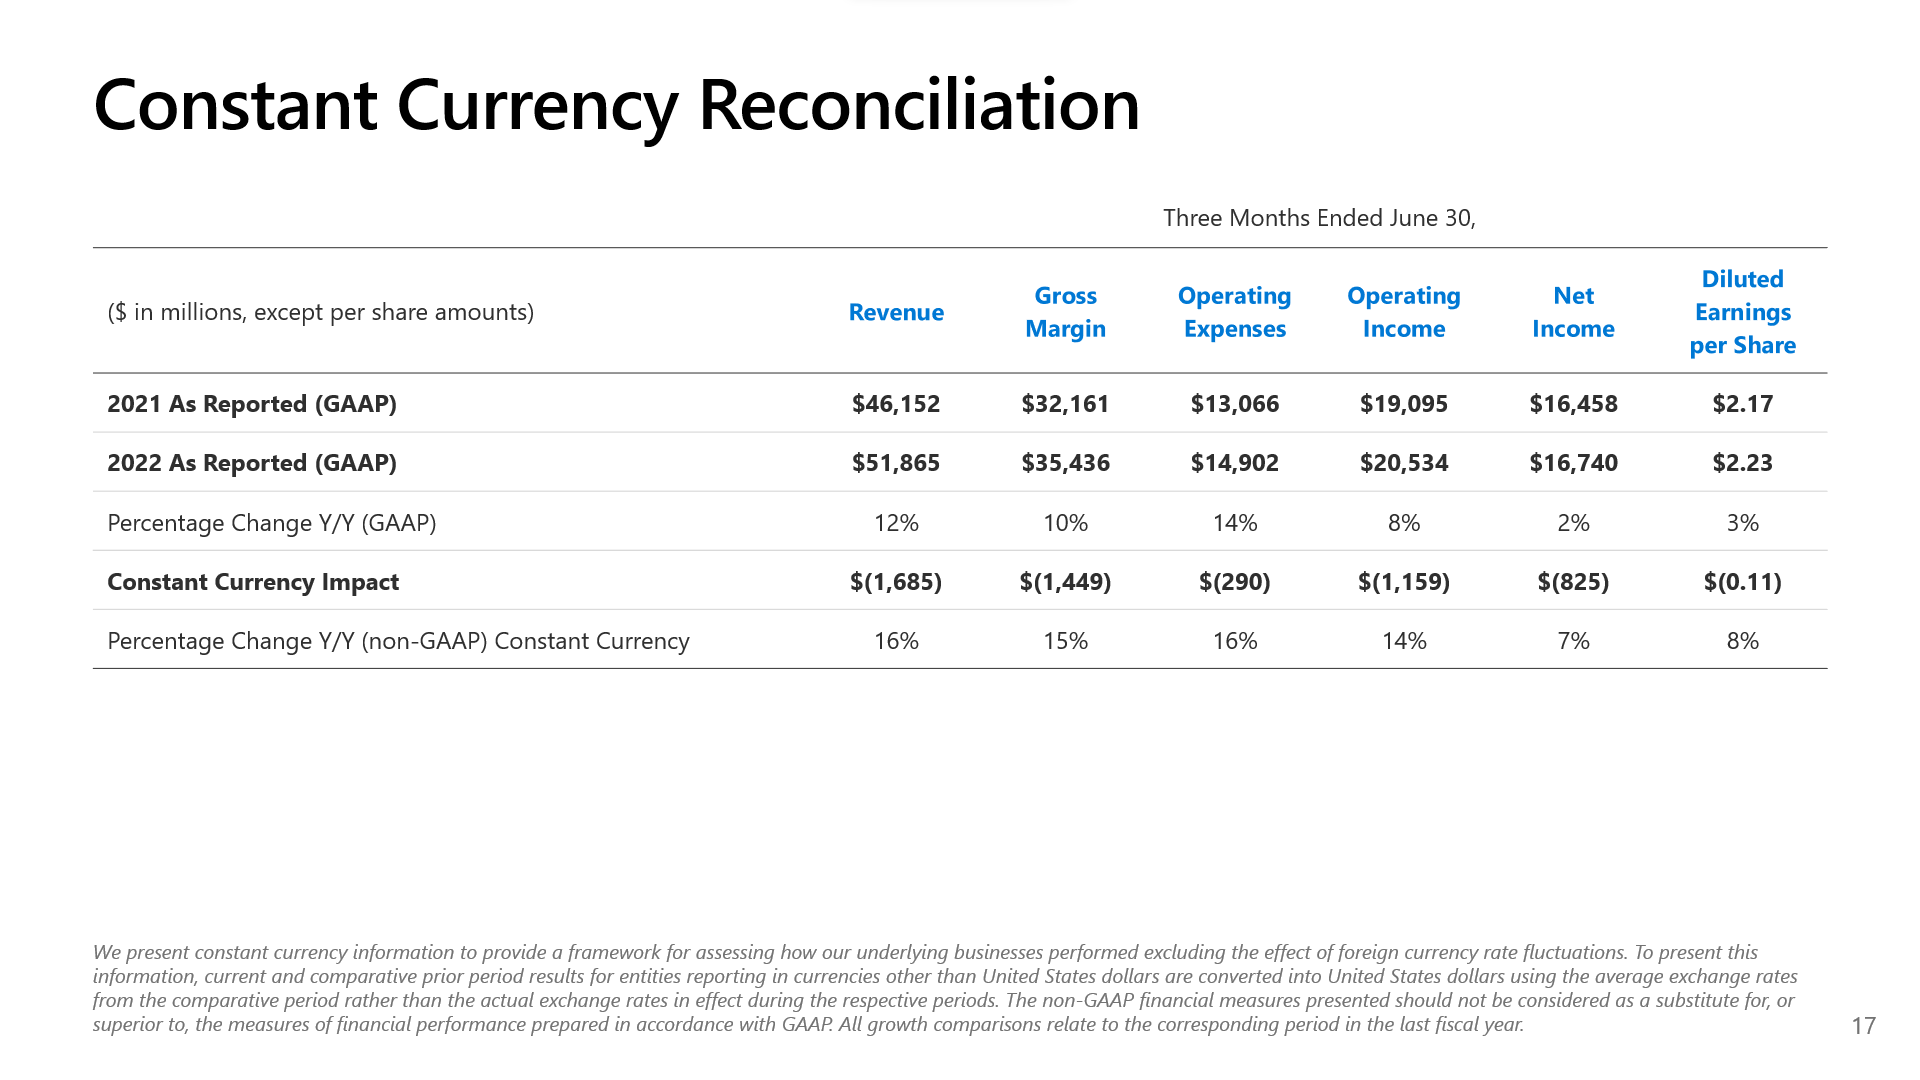 Constant Currency Reconciliation
Three Months Ended June 30,
($ in millions, except per share amounts) Revenue Gross Margin Operating Expenses Operating Income Net Income Diluted Earnings per Share
2021 As Reported (GAAP) $46,152 $32,161 $13,066 $19,095 $16,458 $2.17
2022 As Reported (GAAP) $51,865 $35,436 $14,902 $20,534 $16,740 $2.23
Percentage Change Y/Y (GAAP) 12% 10% 14% 8% 2% 3%
Constant Currency Impact $(1,685) $(1,449) $(290) $(1,159) $(825) $(0.11)
Percentage Change Y/Y (non-GAAP) Constant Currency 16% 15% 16% 14% 7% 8%
We present constant currency information to provide a framework for assessing how our underlying businesses performed excluding the effect of foreign currency rate fluctuations. To present this
information, current and comparative prior period results for entities reporting in currencies other than United States dollars are converted into United States dollars using the average exchange rates
from the comparative period rather than the actual exchange rates in effect during the respective periods. The non-GAAP financial measures presented should not be considered as a substitute for, or
superior to, the measures of financial performance prepared in accordance with GAAP. All growth comparisons relate to the corresponding period in the last fiscal year.
17